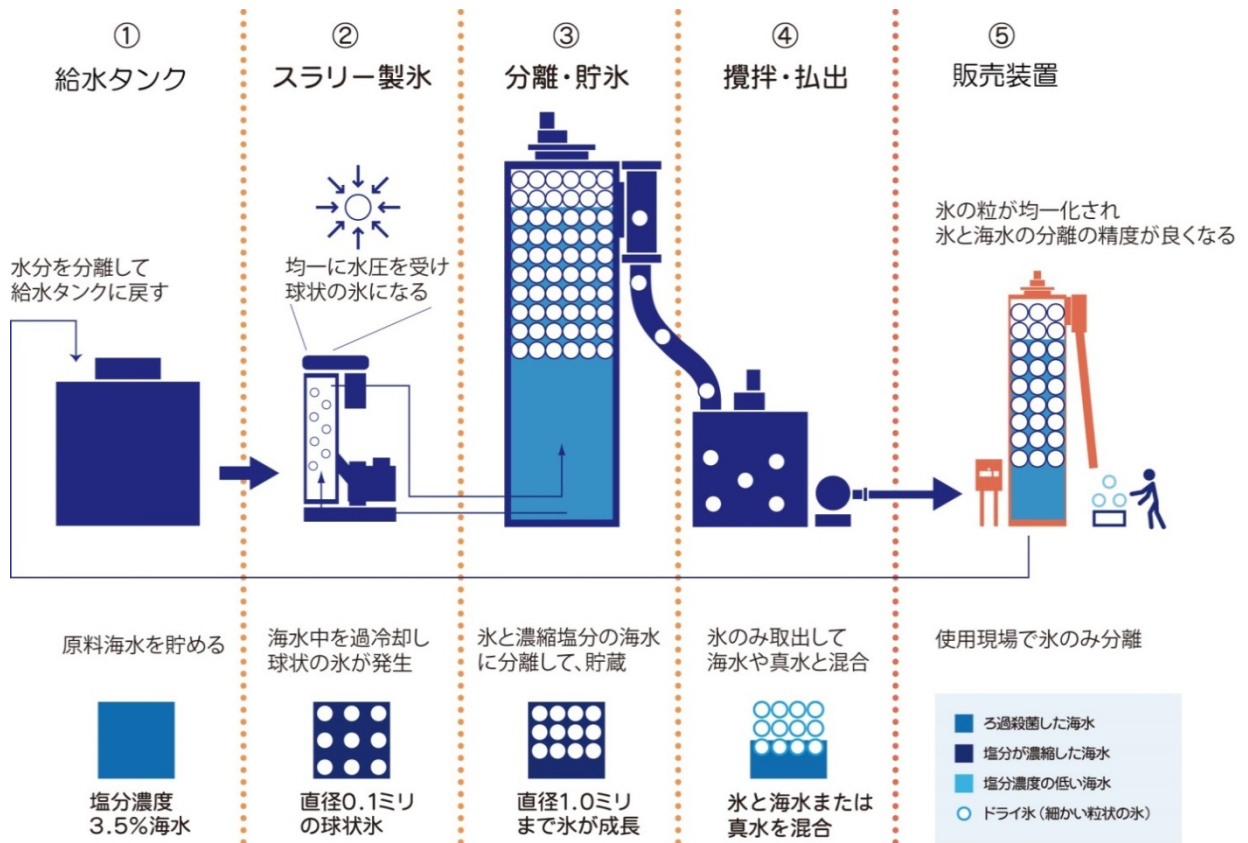 ①
給水タンク
②
スラリー製氷
③
分離・貯氷
④
攪拌・払出
⑤
販売装置
水分を分離して
給水タンクに戻す
均一に水圧を受け
球状の氷になる
氷の粒が均一化され
氷と海水の分離の精度が良くなる
原料海水を貯める
海水中を過冷却し
球状の氷が発生
氷と濃縮塩分の海水
に分離して、貯蔵
氷のみ取出して
海水や真水と混合
使用現場で氷のみ分離
塩分濃度
3.5%海水
直径0.1ミリ
の球状氷
直径1.0ミリ
まで氷が成長
氷と海水または
真水を混合
ろ過殺菌した海水
塩分が濃縮した海水
塩分濃度の低い海水
ドライ氷（細かい粒状の氷）